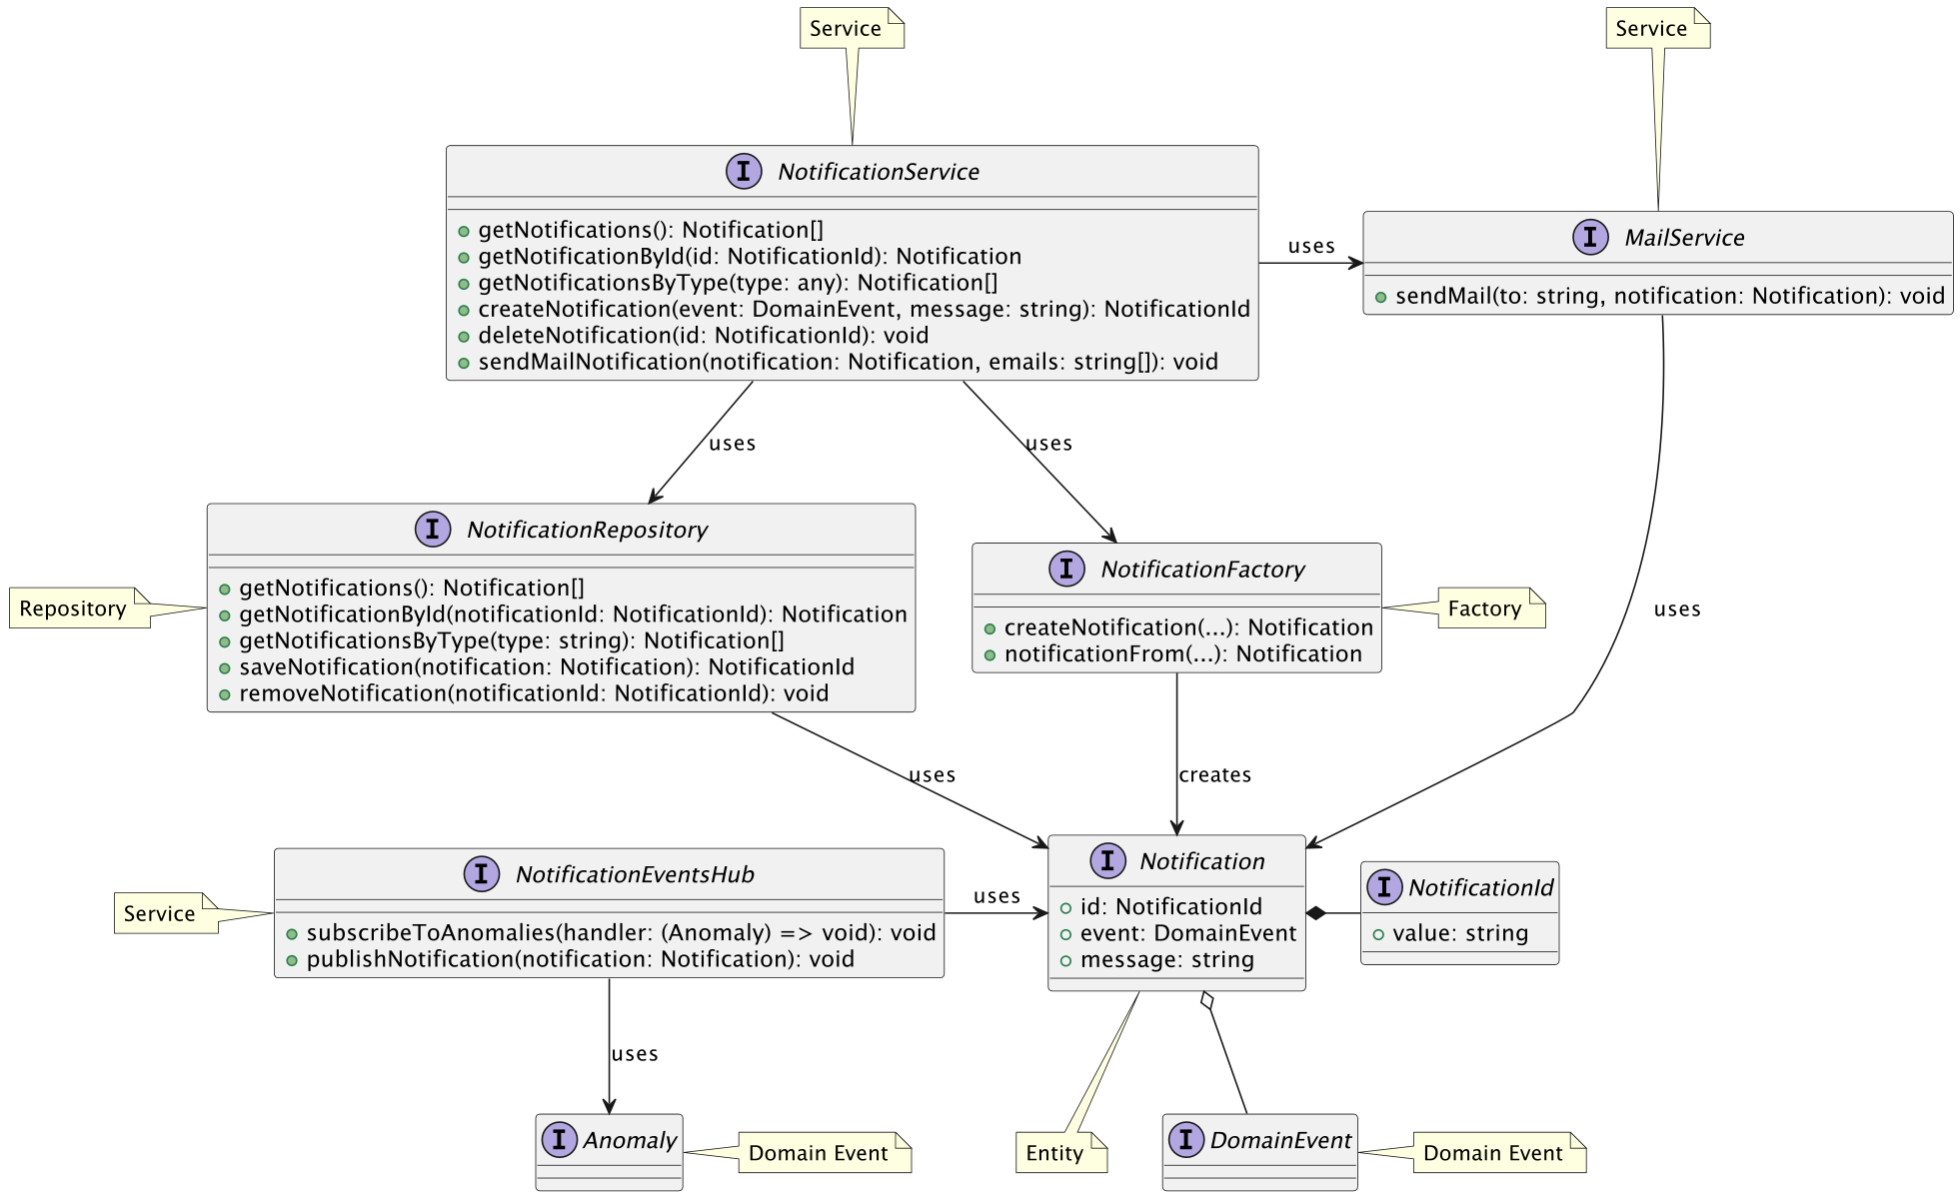 Service
Service
I NotificationService
getNotifications(): Notification[]
getNotificationById(id: NotificationId): Notification
getNotificationsByType(type: any): Notification[]
createNotification(event: DomainEvent, message: string): NotificationId
deleteNotification(id: NotificationId): void
sendMailNotification(notification: Notification, emails: string[]): void
uses
I MailService
sendMail(to: string, notification: Notification): void
uses
uses
I NotificationRepository
getNotifications(): Notification[]
getNotificationById(notificationId: NotificationId): Notification
getNotificationsByType(type: string): Notification[]
saveNotification(notification: Notification): NotificationId
removeNotification(notificationId: NotificationId): void
Repository
I NotificationFactory
createNotification(...): Notification
notificationFrom(...): Notification
Factory
uses
uses
creates
I NotificationEventsHub
subscribeToAnomalies(handler: (Anomaly) => void): void
publishNotification(notification: Notification): void
Service
uses
I Notification
id: NotificationId
event: DomainEvent
message: string
I NotificationId
value: string
uses
I Anomaly
Domain Event
Entity
I DomainEvent
Domain Event